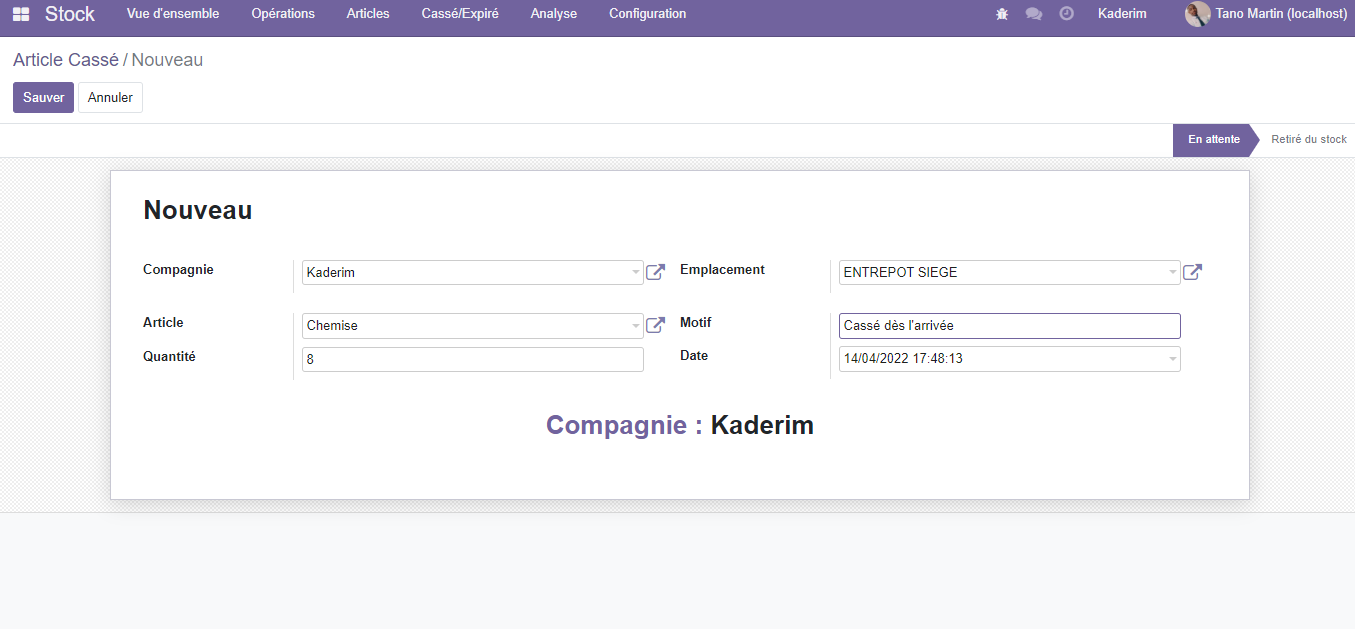 Stock Vue d'ensemble Opérations Articles Cassé/Expiré Analyse Configuration Kaderim Tano Martin (localhost)
Article Cassé / Nouveau
Sauver Annuler
En attente Retiré du stock
Nouveau
Compagnie Kaderim Emplacement ENTREPOT SIEGE
Article Chemise Motif Cassé dès l'arrivée
Quantité 8 Date 14/04/2022 17:48:13
Compagnie : Kaderim